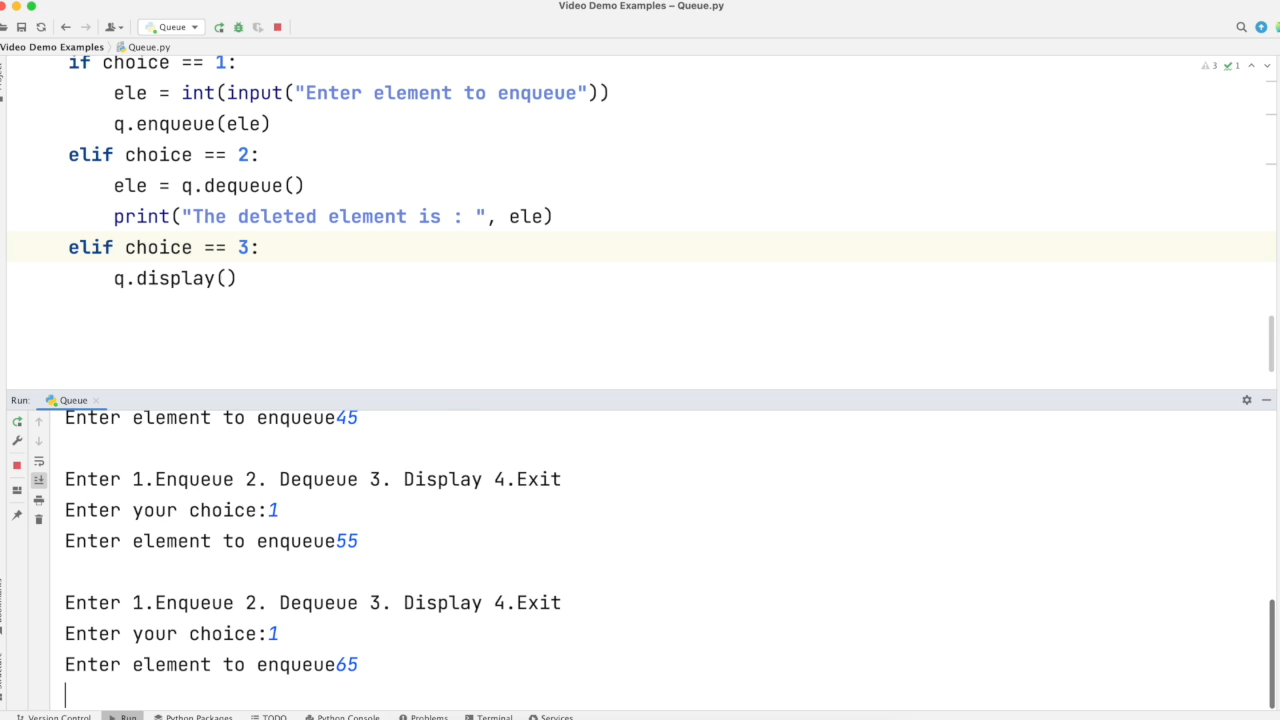 Video Demo Examples – Queue.py
Queue
Video Demo Examples
Queue.py
3 1
if choice == 1:
ele = int(input("Enter element to enqueue"))
q.enqueue(ele)
elif choice == 2:
ele = q.dequeue()
print("The deleted element is : ", ele)
elif choice == 3:
q.display()
Run: Queue
Enter element to enqueue45
Enter 1.Enqueue 2. Dequeue 3. Display 4.Exit
Enter your choice:1
Enter element to enqueue55
Enter 1.Enqueue 2. Dequeue 3. Display 4.Exit
Enter your choice:1
Enter element to enqueue65
Version Control Run Python Packages TODO Python Console Problems Terminal Services